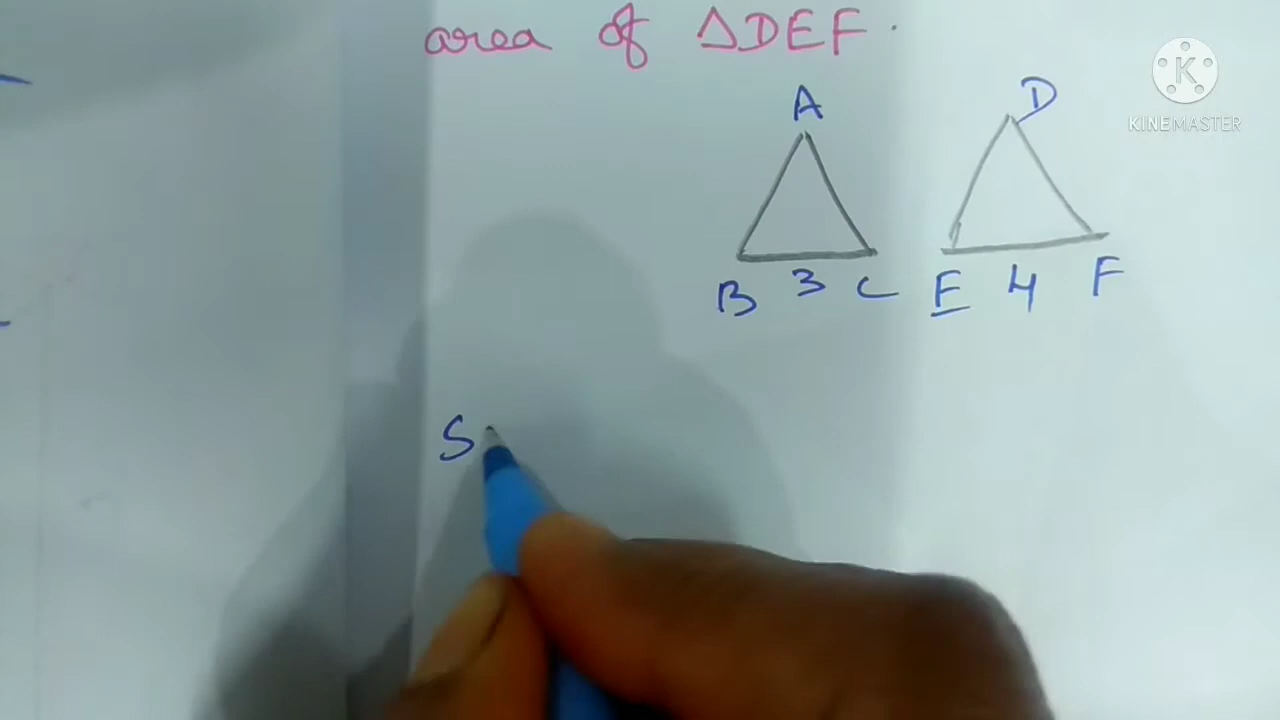 area of ΔDEF.
A
D
B 3 C
E 4 F
S
KINEMASTER